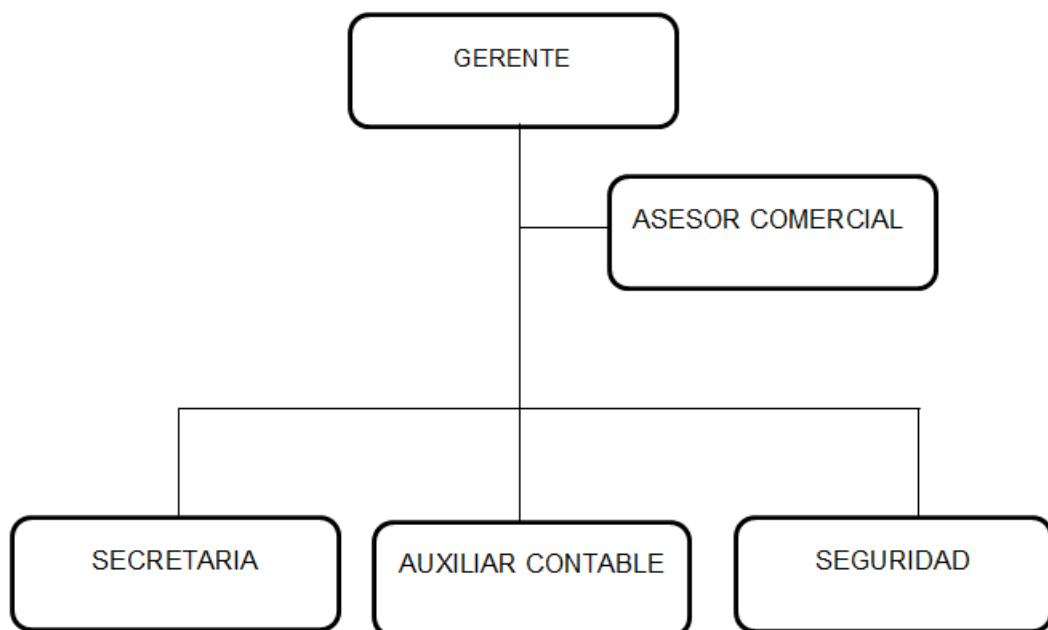 GERENTE
ASESOR COMERCIAL
SECRETARIA
AUXILIAR CONTABLE
SEGURIDAD